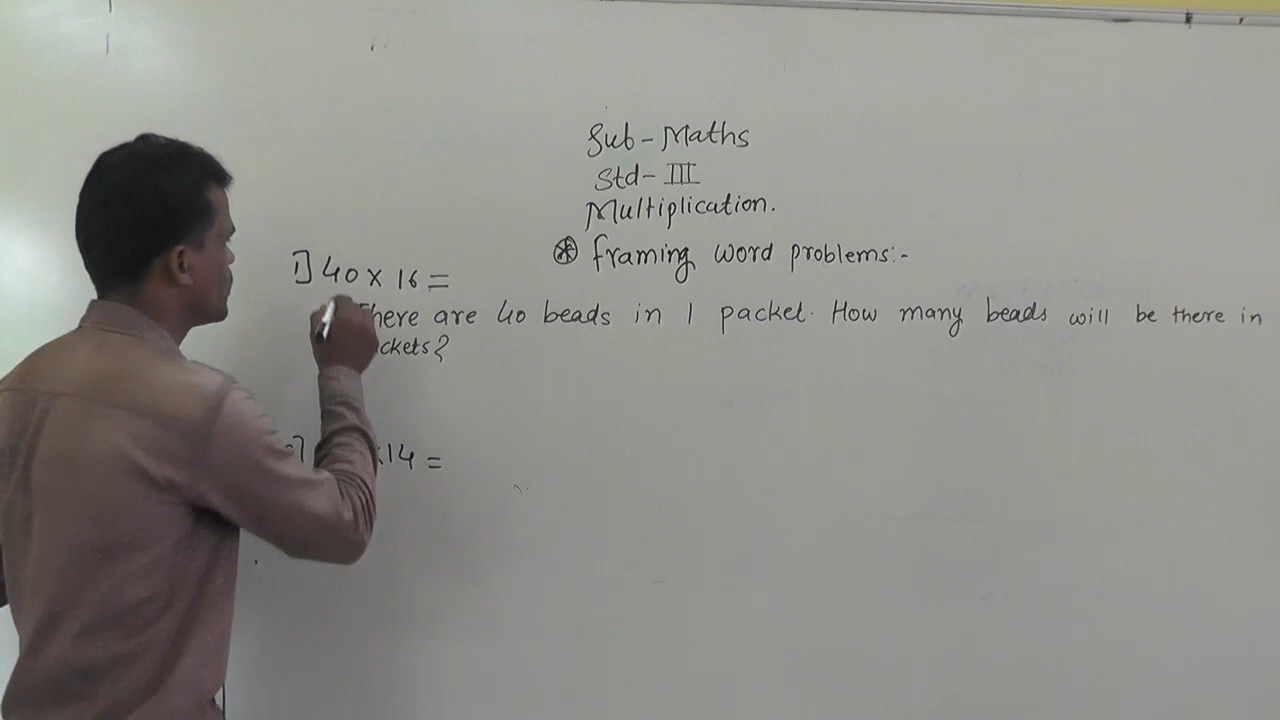 Sub - Maths
Std - III
Multiplication.
⊛ framing word problems:-
1] 40 × 16 =
There are 40 beads in 1 packet. How many beads will be there in
ckets?
×14 =